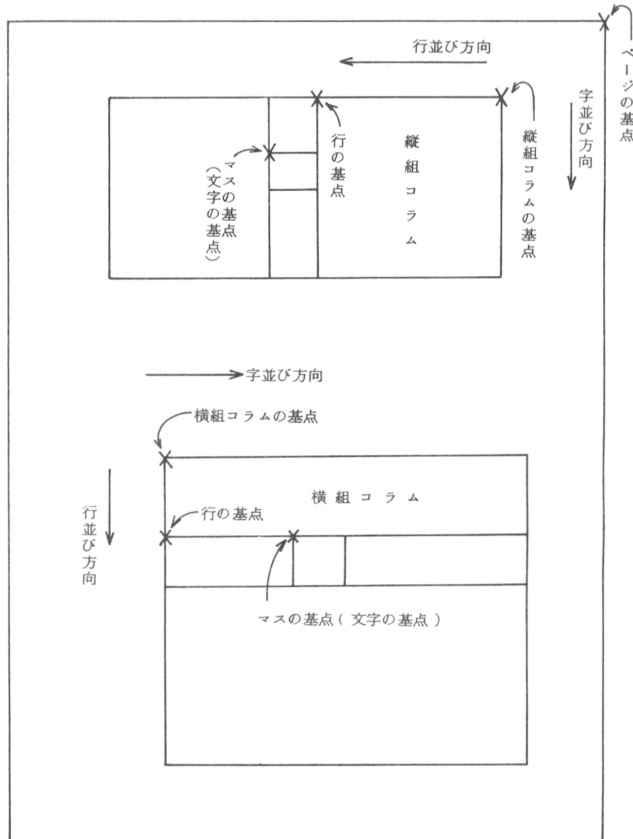 ページの基点
行並び方向
字並び方向
縦組コラムの基点
縦組コラム
行の基点
マスの基点
(文字の基点)
字並び方向
横組コラムの基点
横組コラム
行の基点
行並び方向
マスの基点(文字の基点)